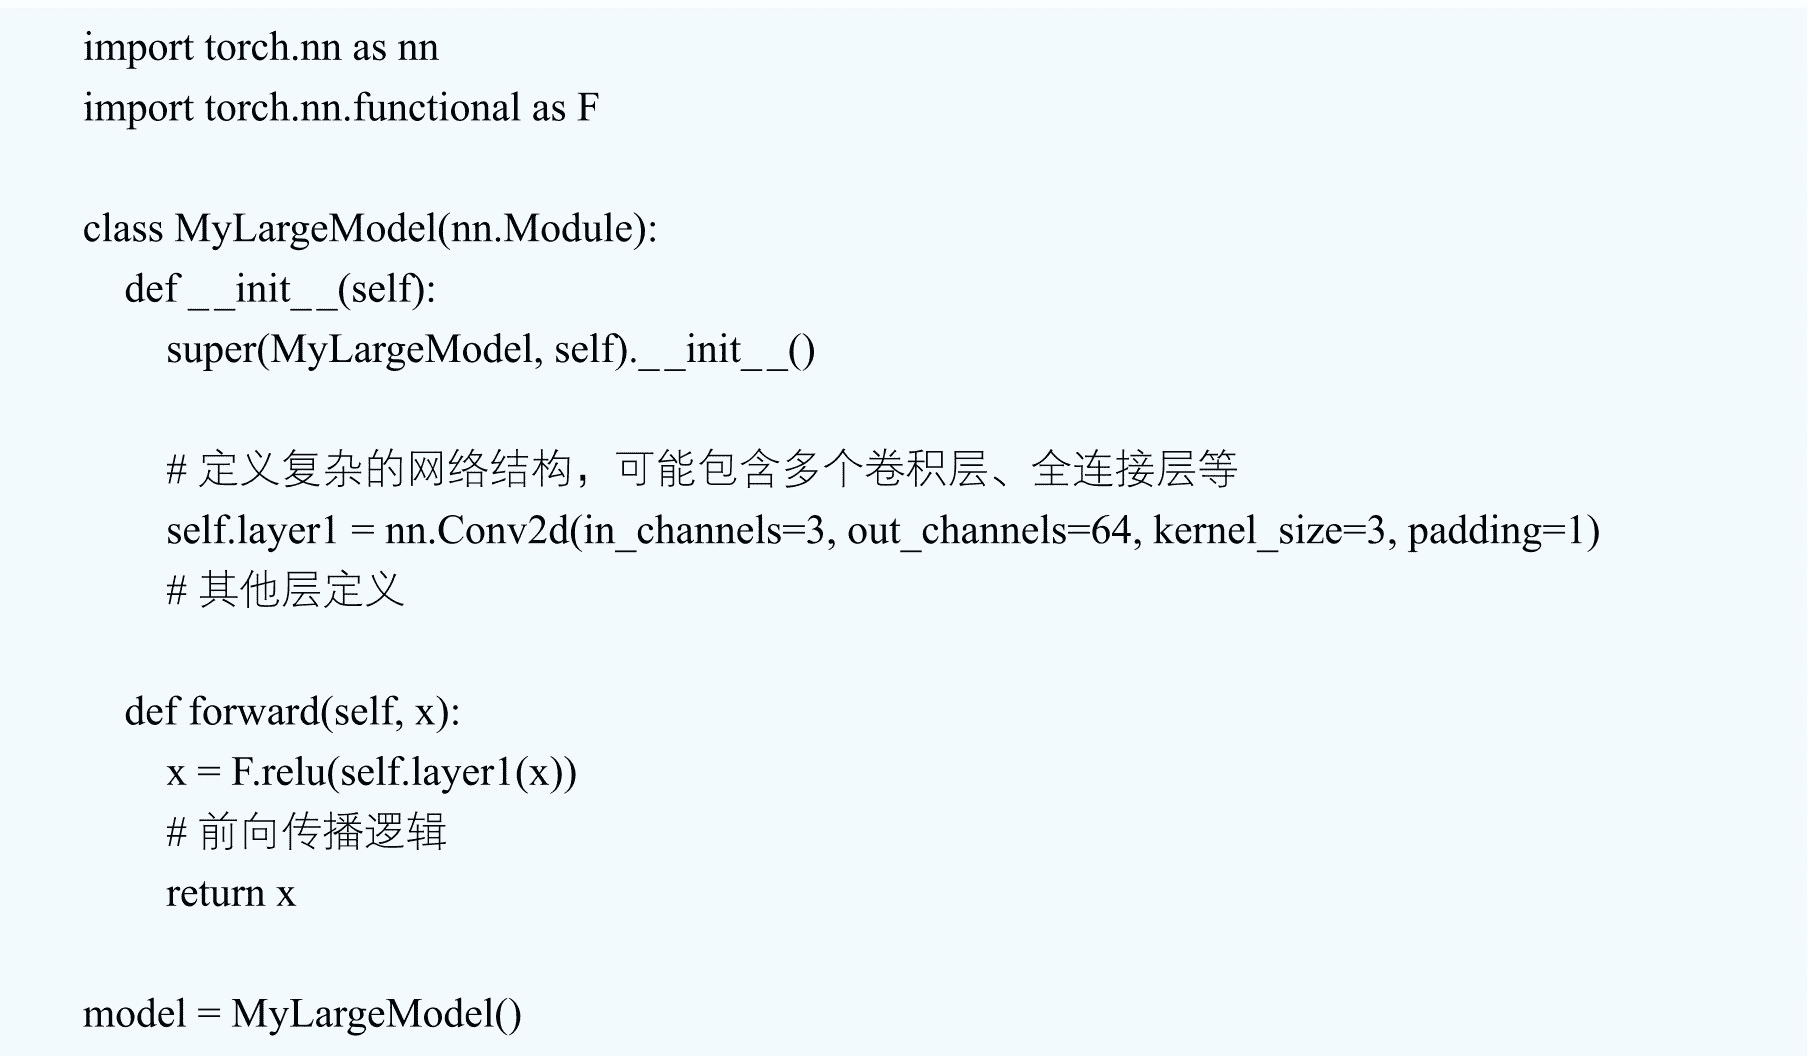 import torch.nn as nn
import torch.nn.functional as F
class MyLargeModel(nn.Module):
def __init__(self):
super(MyLargeModel, self).__init__()
# 定义复杂的网络结构，可能包含多个卷积层、全连接层等
self.layer1 = nn.Conv2d(in_channels=3, out_channels=64, kernel_size=3, padding=1)
# 其他层定义
def forward(self, x):
x = F.relu(self.layer1(x))
# 前向传播逻辑
return x
model = MyLargeModel()